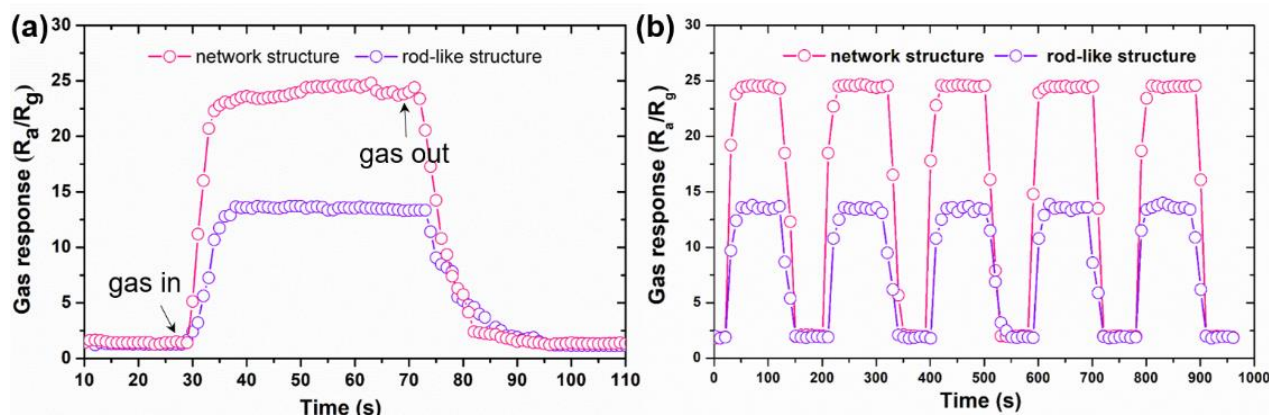 (a)
network structure
rod-like structure
gas in
gas out
Gas response (Ra/Rg)
30
25
20
15
10
5
0
10 20 30 40 50 60 70 80 90 100 110
Time (s)
(b)
network structure
rod-like structure
Gas response (Ra/Rg)
30
25
20
15
10
5
0
0 100 200 300 400 500 600 700 800 900 1000
Time (s)